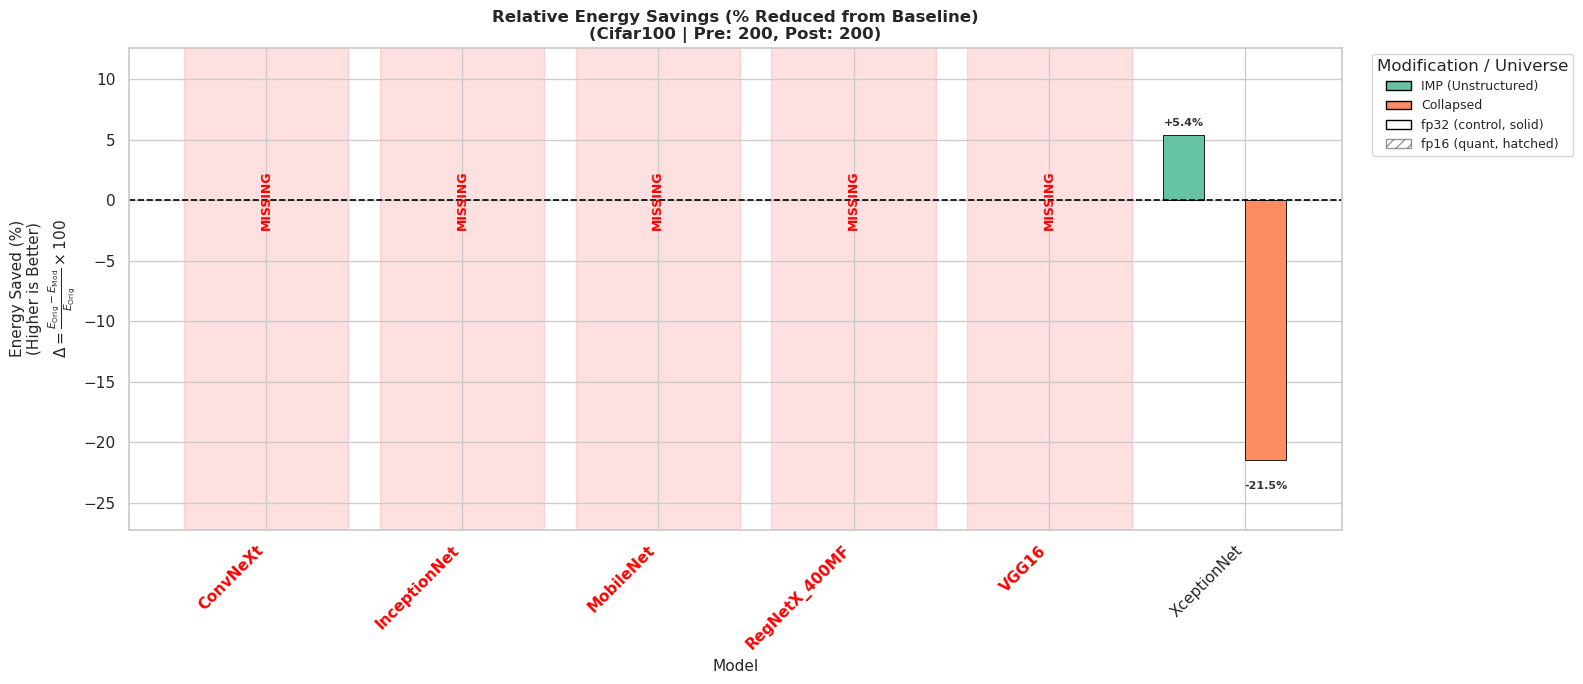 Relative Energy Savings (% Reduced from Baseline)
(Cifar100 | Pre: 200, Post: 200)
Energy Saved (%)
(Higher is Better)
Δ = (E_Orig − E_Mod) / E_Orig × 100
10
5
0
−5
−10
−15
−20
−25
MISSING
MISSING
MISSING
MISSING
MISSING
+5.4%
-21.5%
ConvNeXt
InceptionNet
MobileNet
RegNetX_400MF
VGG16
XceptionNet
Model
Modification / Universe
IMP (Unstructured)
Collapsed
fp32 (control, solid)
fp16 (quant, hatched)